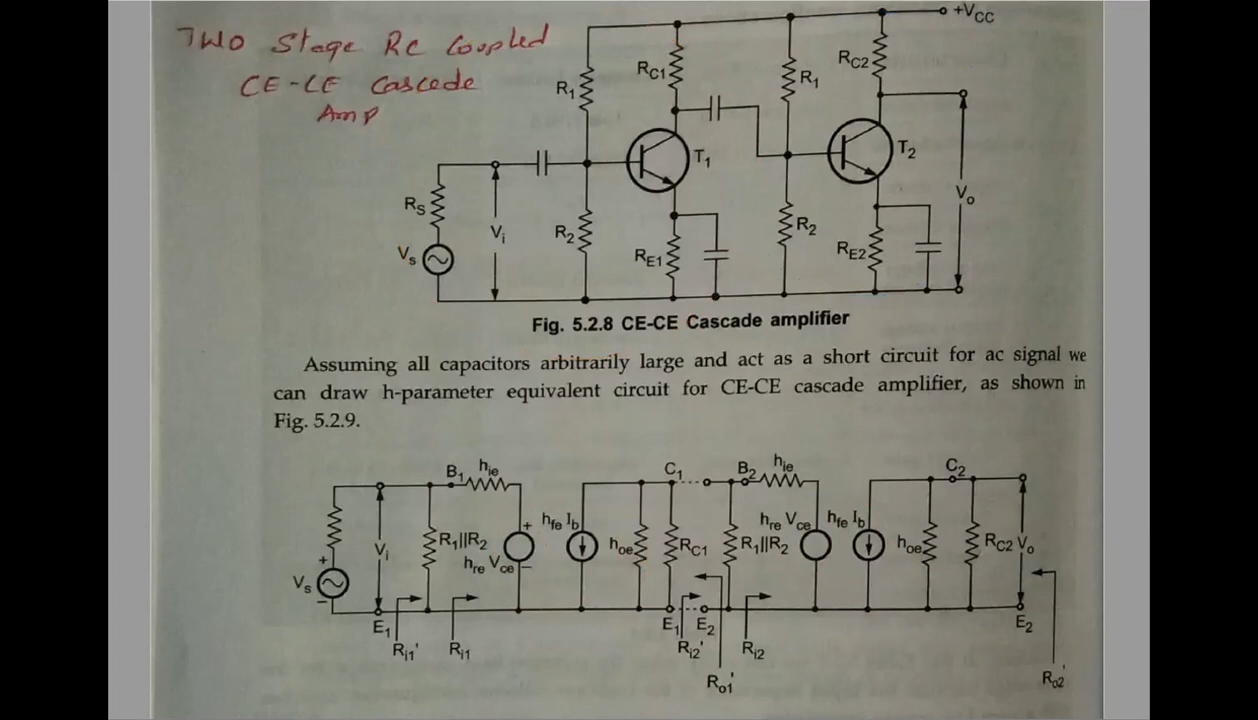 Two Stage RC Coupled
CE-CE Cascade
Amp
+VCC
RC1
RC2
R1
R1
T1
T2
RS
Vs
Vi
R2
RE1
R2
RE2
Vo
Fig. 5.2.8 CE-CE Cascade amplifier
Assuming all capacitors arbitrarily large and act as a short circuit for ac signal we
can draw h-parameter equivalent circuit for CE-CE cascade amplifier, as shown in
Fig. 5.2.9.
B1 hie
C1
B2 hie
C2
+
hfe Ib
hre Vce
hfe Ib
Vi
R1||R2
hre Vce
hoe
RC1
R1||R2
hoe
RC2 Vo
+
Vs
−
−
E1
E1 E2
E2
Ri1'
Ri1
Ri2'
Ri2
Ro1'
Ro2'